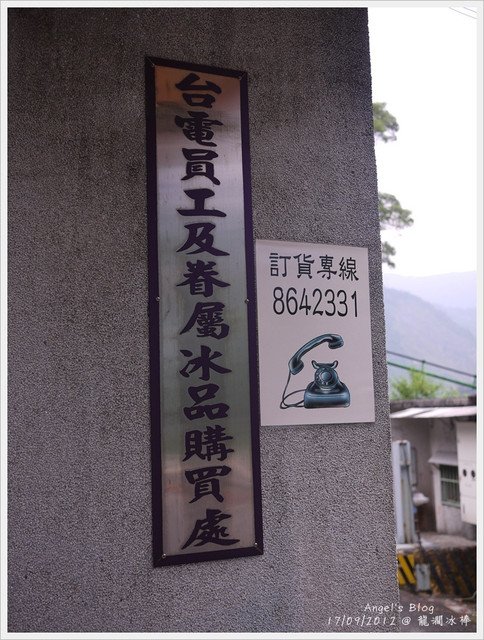 台電員工及眷屬冰品購買處
訂貨專線
8642331
Angel's Blog
17/09/2012 @ 龍澗冰棒